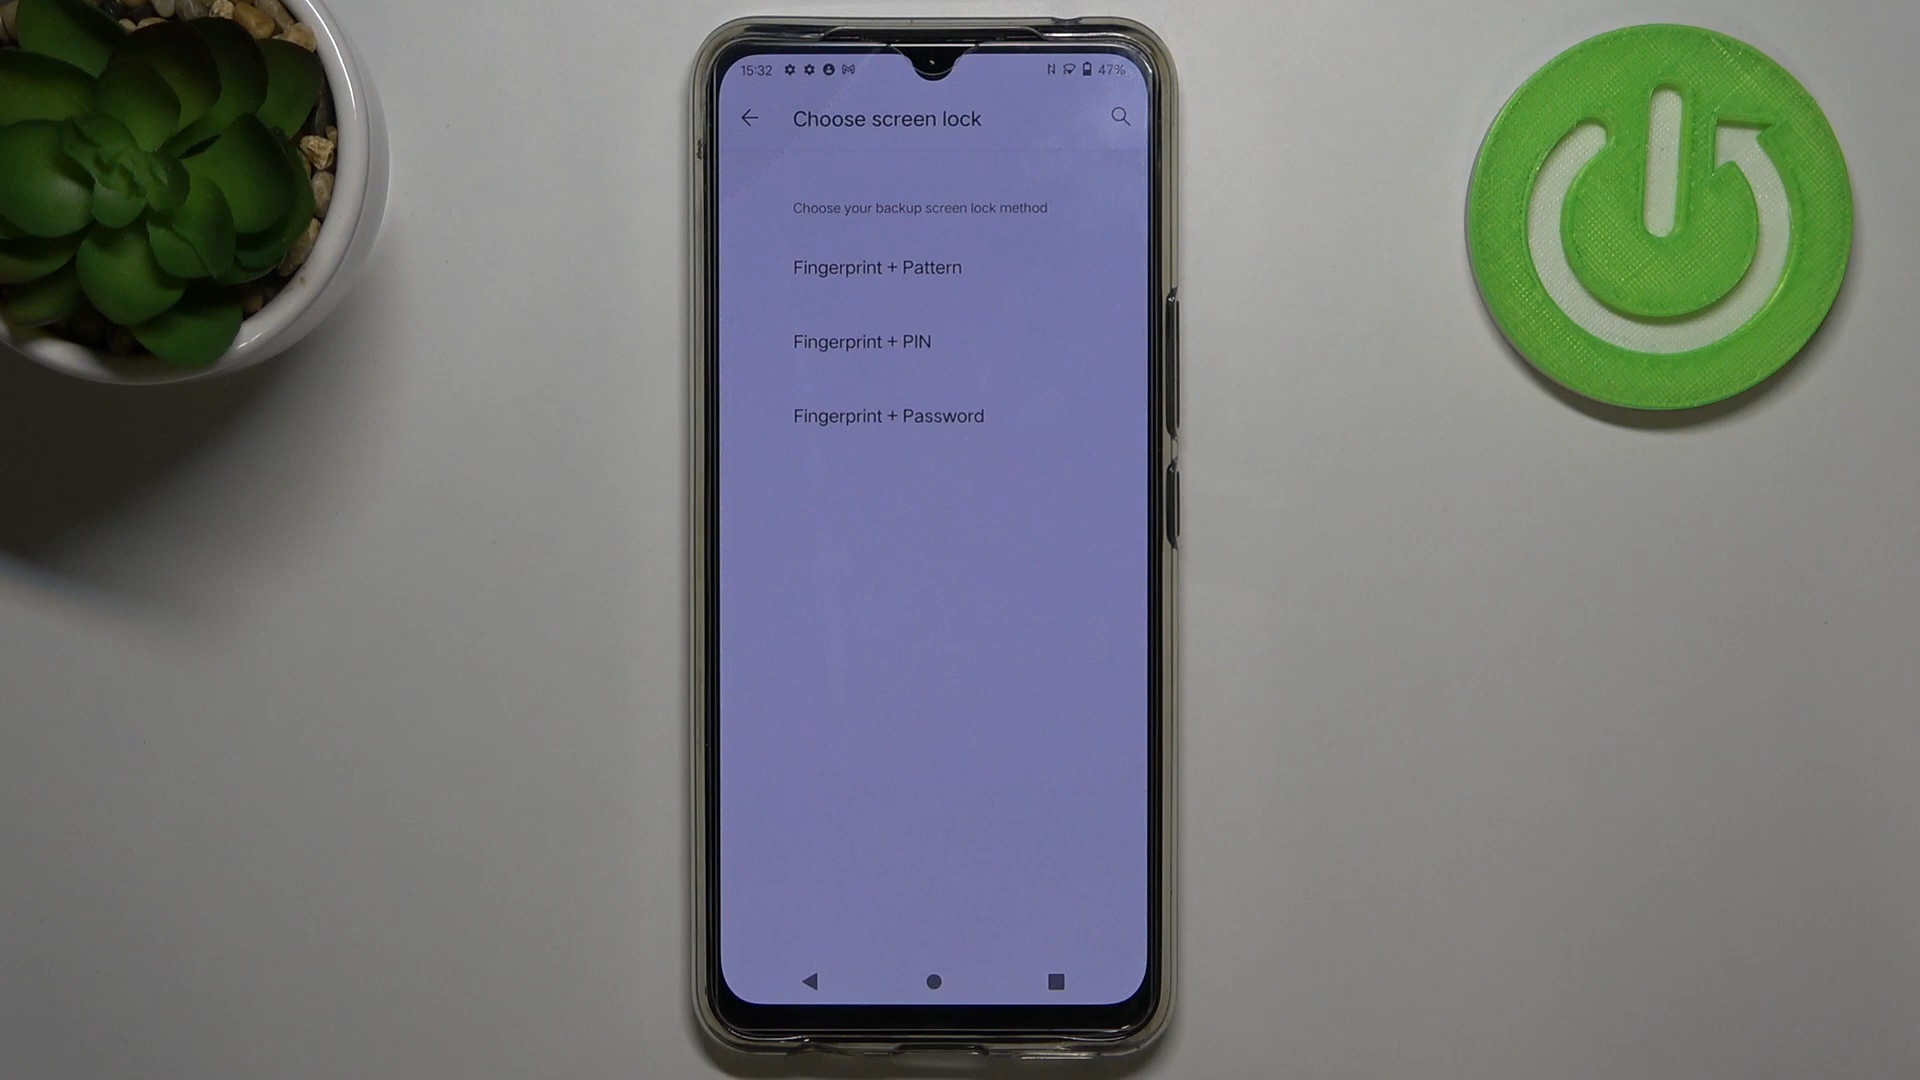 15:32 47%
Choose screen lock
Choose your backup screen lock method
Fingerprint + Pattern
Fingerprint + PIN
Fingerprint + Password